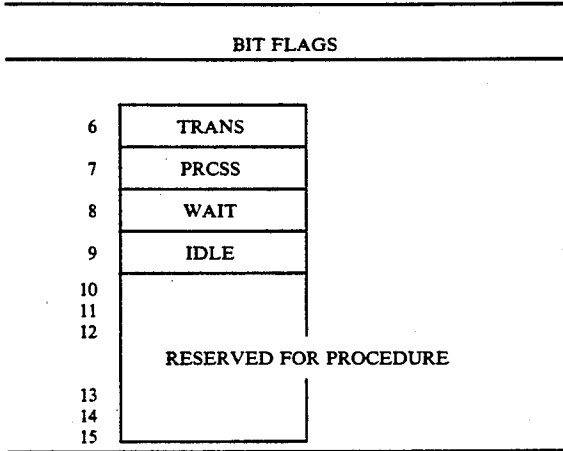 BIT FLAGS
6 TRANS
7 PRCSS
8 WAIT
9 IDLE
10
11
12
RESERVED FOR PROCEDURE
13
14
15